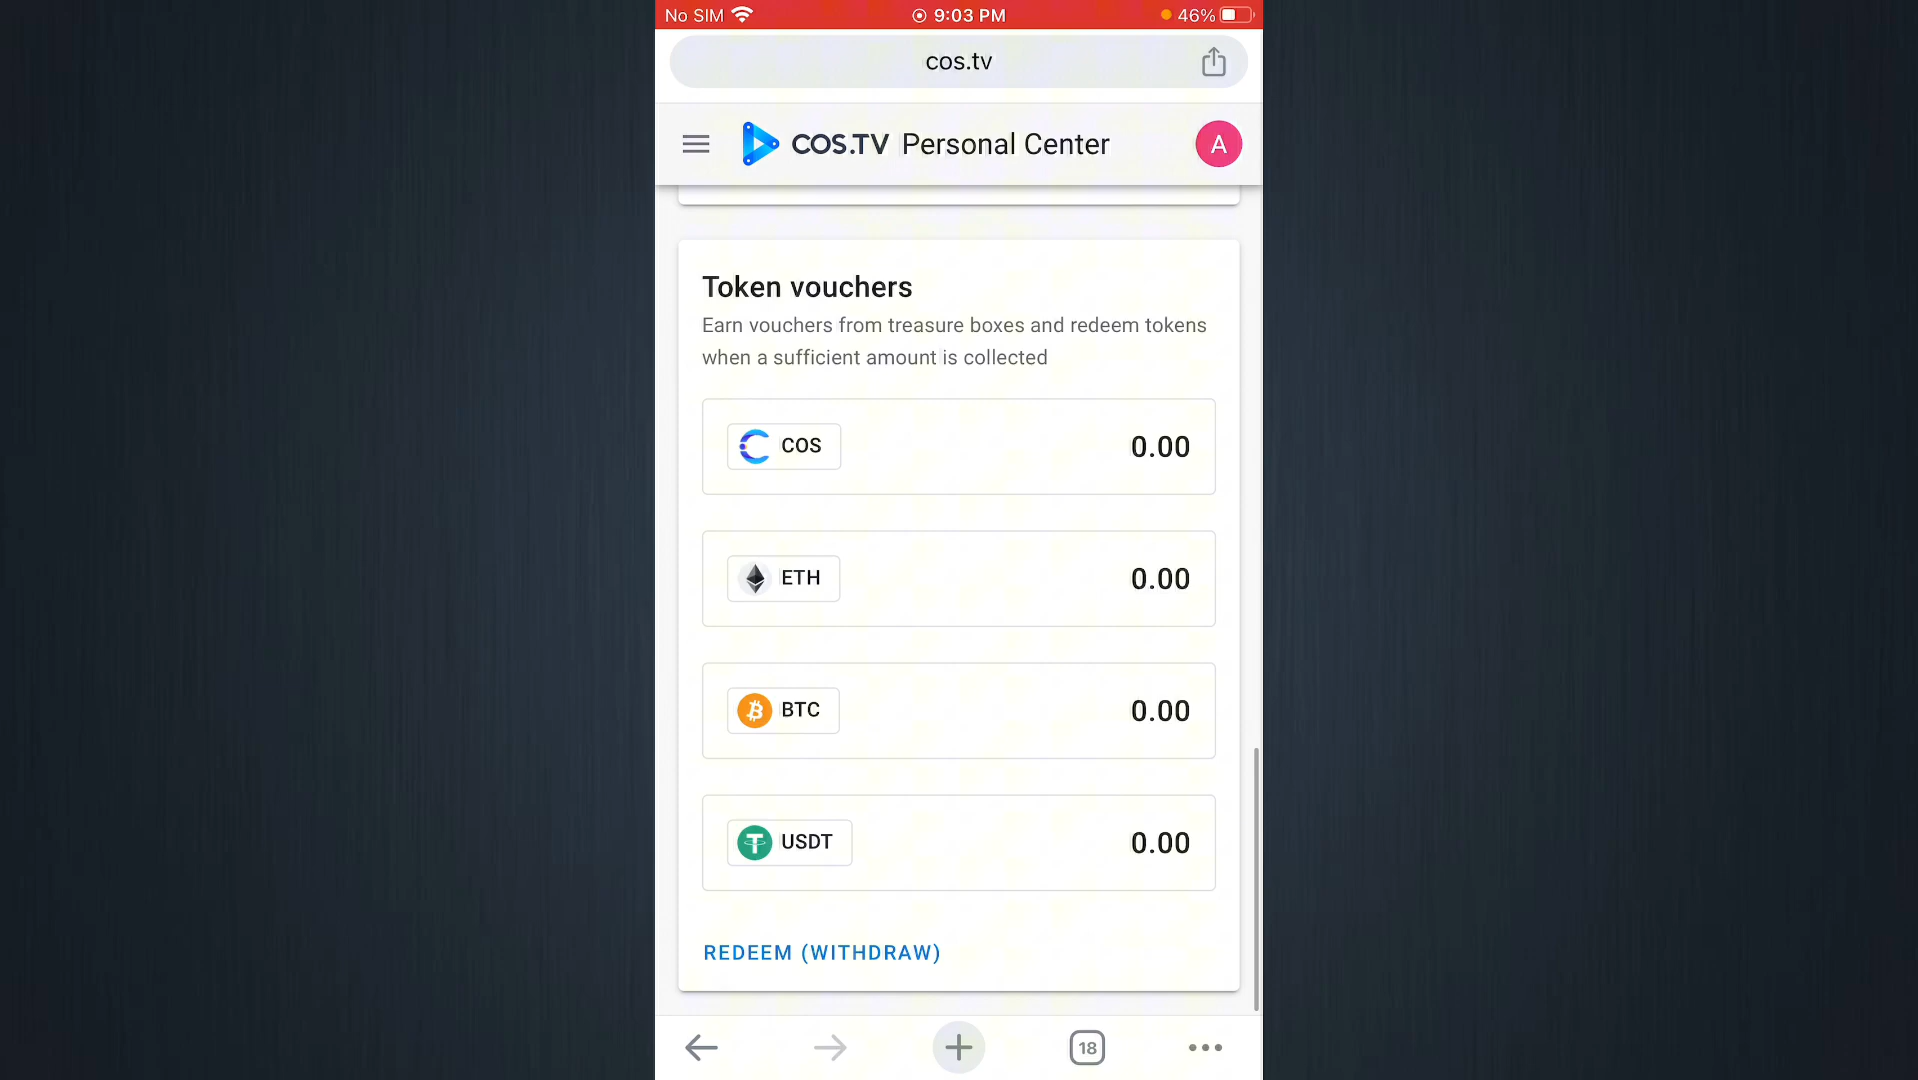 No SIM 9:03 PM 46%
cos.tv
COS.TV Personal Center A
Token vouchers
Earn vouchers from treasure boxes and redeem tokens
when a sufficient amount is collected
COS 0.00
ETH 0.00
BTC 0.00
USDT 0.00
REDEEM (WITHDRAW)
18